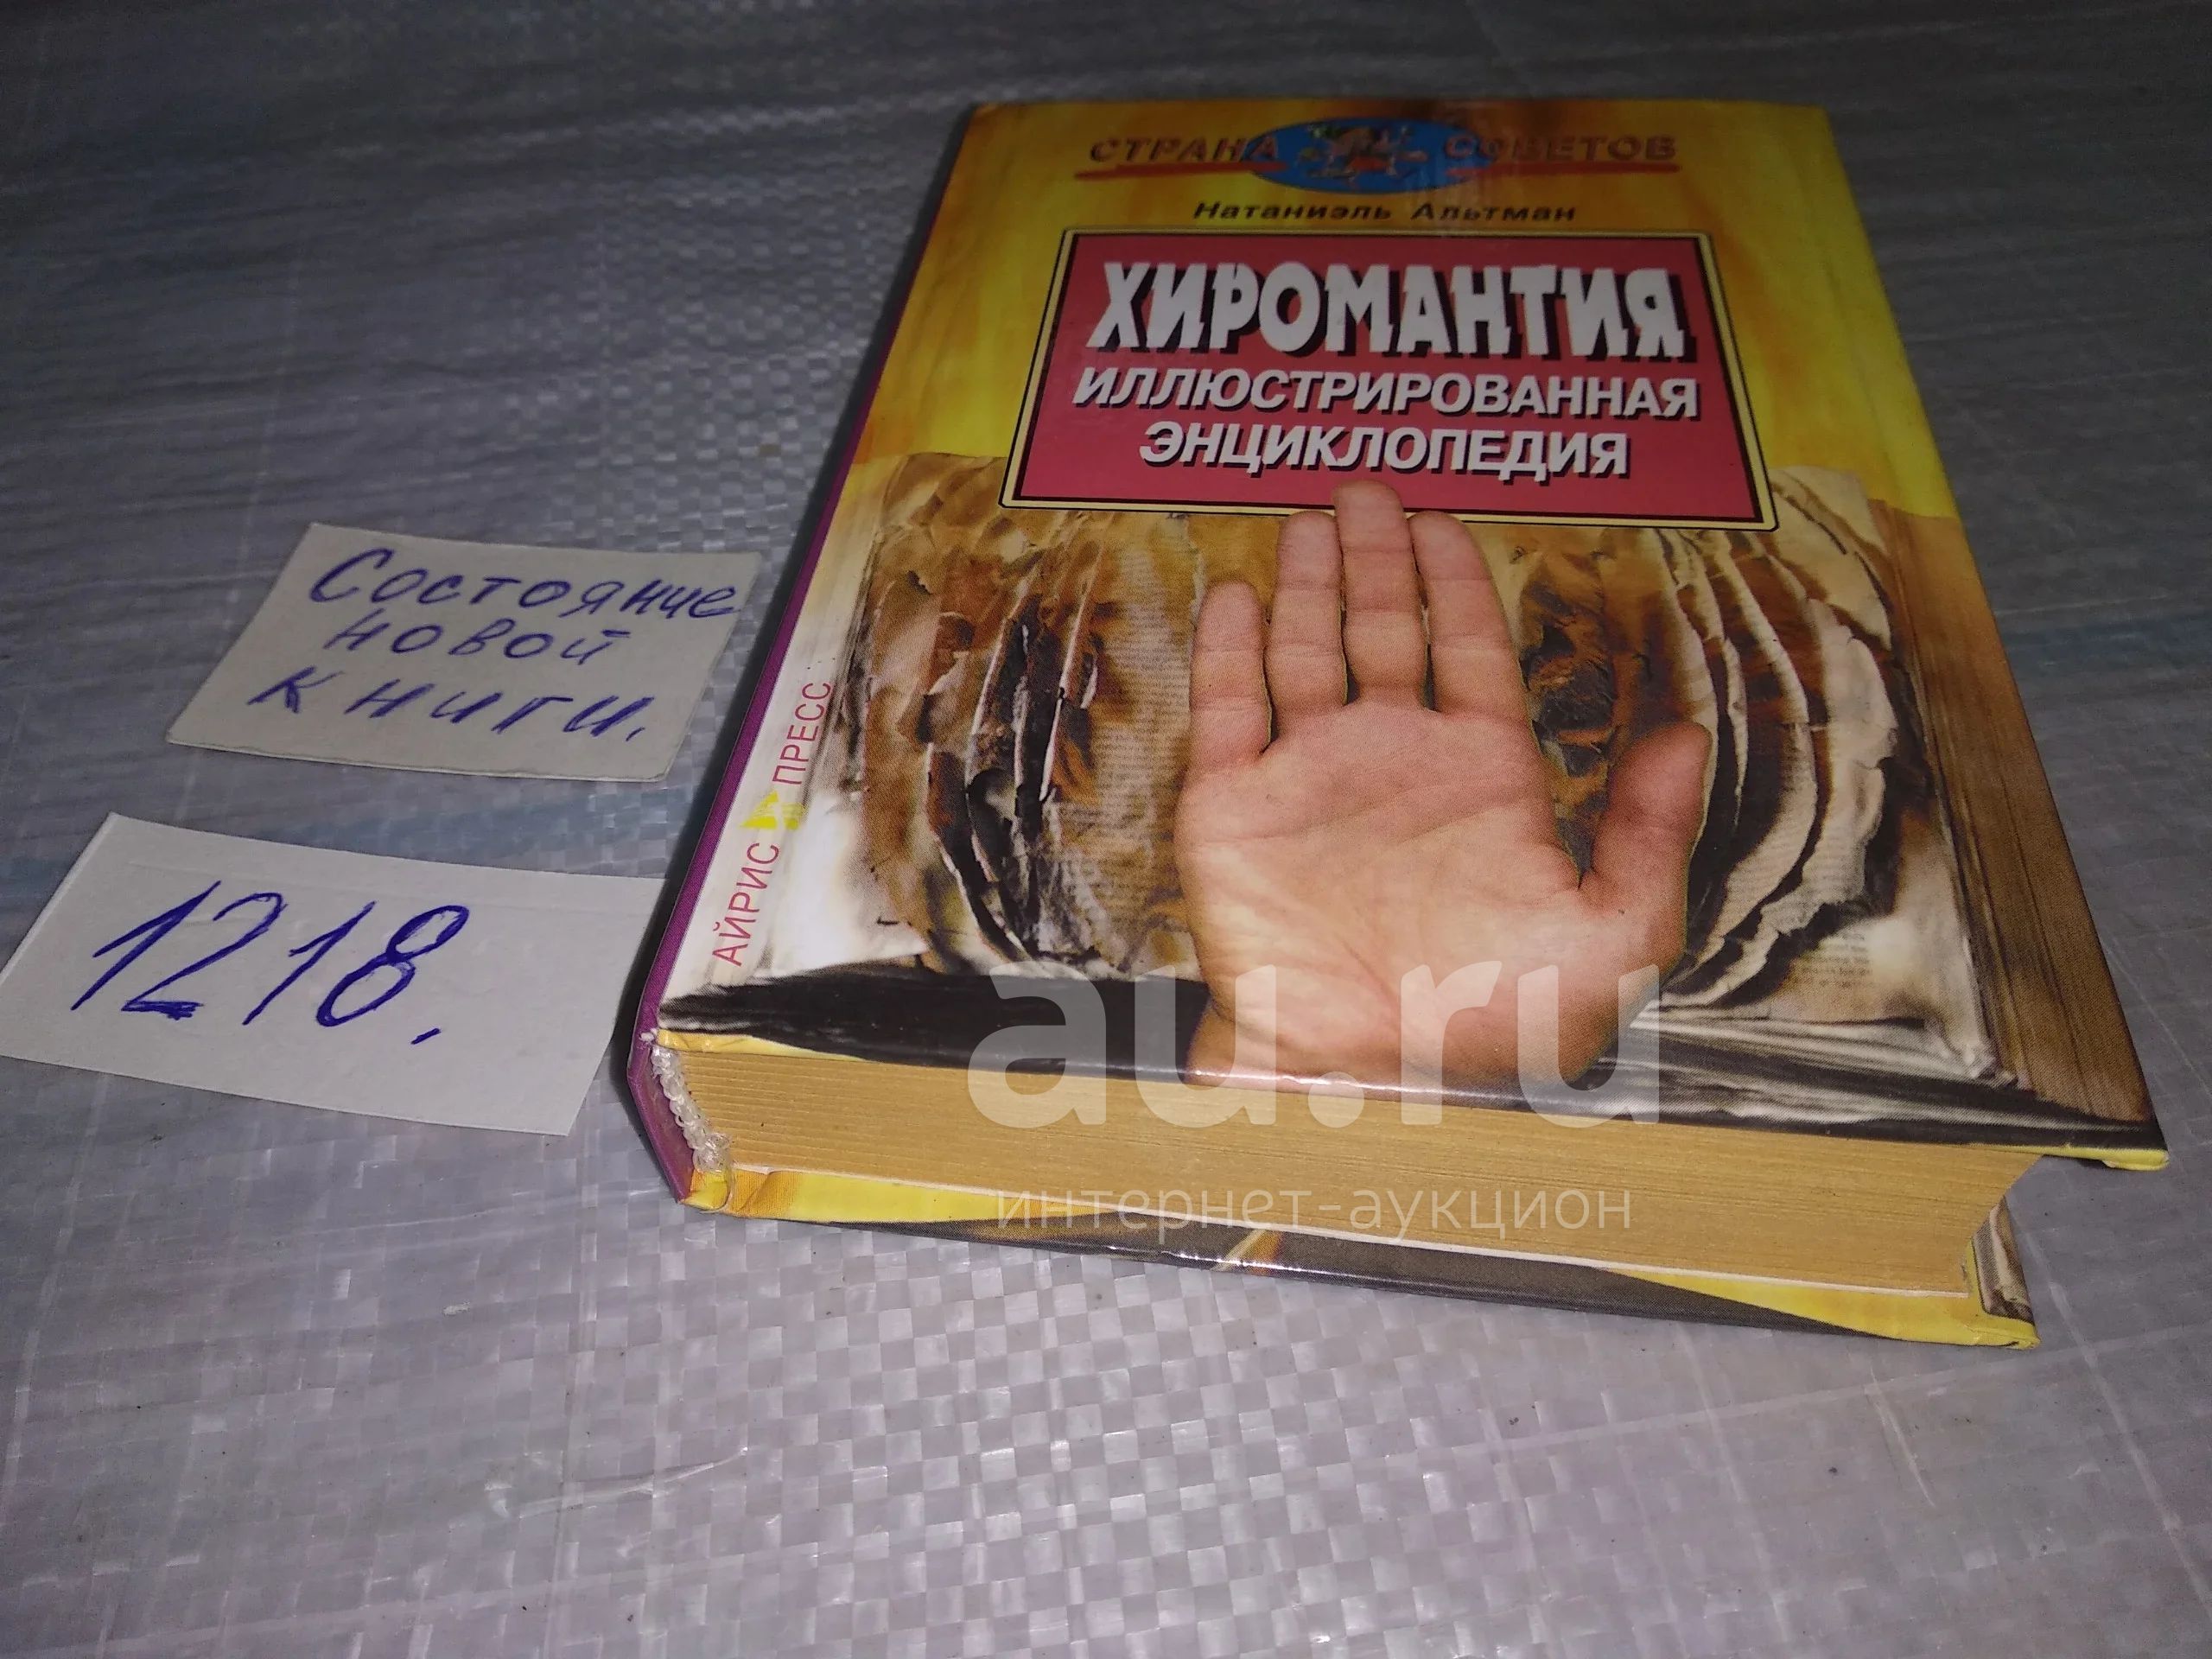 СТРАНА СОВЕТОВ
Натаниэль Альтман
ХИРОМАНТИЯ
ИЛЛЮСТРИРОВАННАЯ
ЭНЦИКЛОПЕДИЯ
АЙРИС ПРЕСС
Состояние
новой
книги.
1218.
au.ru
интернет-аукцион